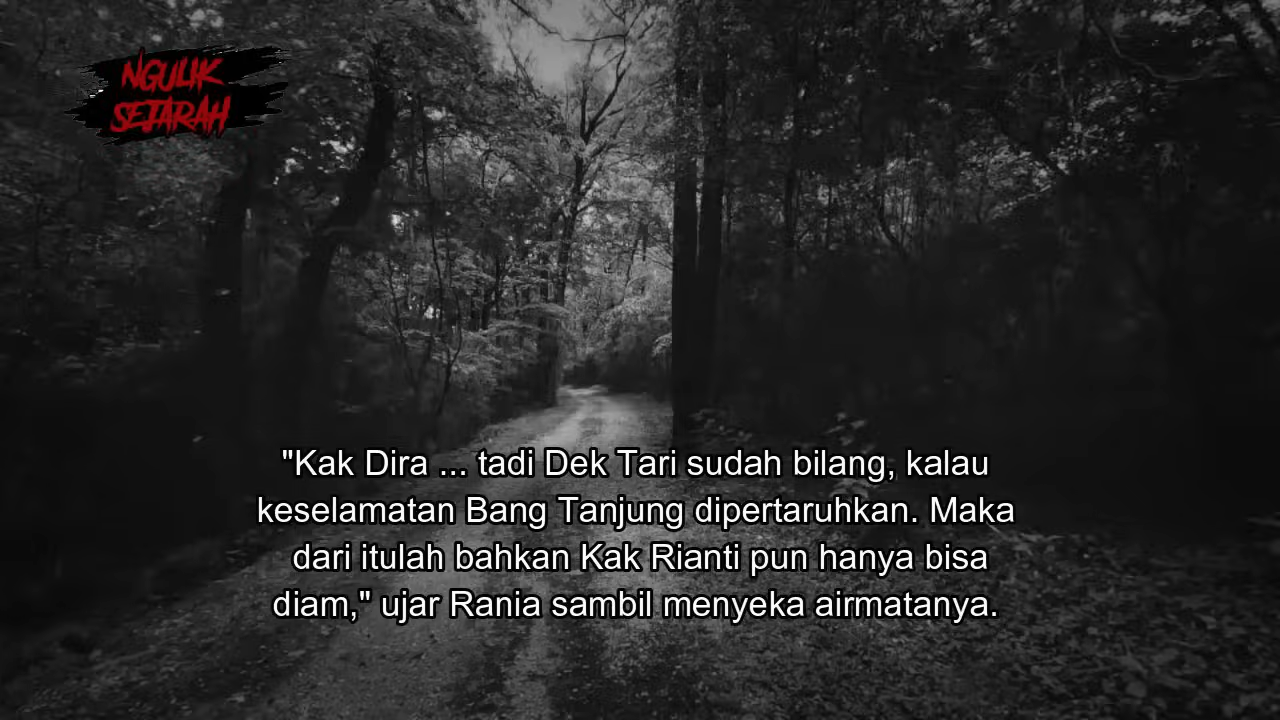 NGULIK
SEJARAH
"Kak Dira ... tadi Dek Tari sudah bilang, kalau
keselamatan Bang Tanjung dipertaruhkan. Maka
dari itulah bahkan Kak Rianti pun hanya bisa
diam," ujar Rania sambil menyeka airmatanya.